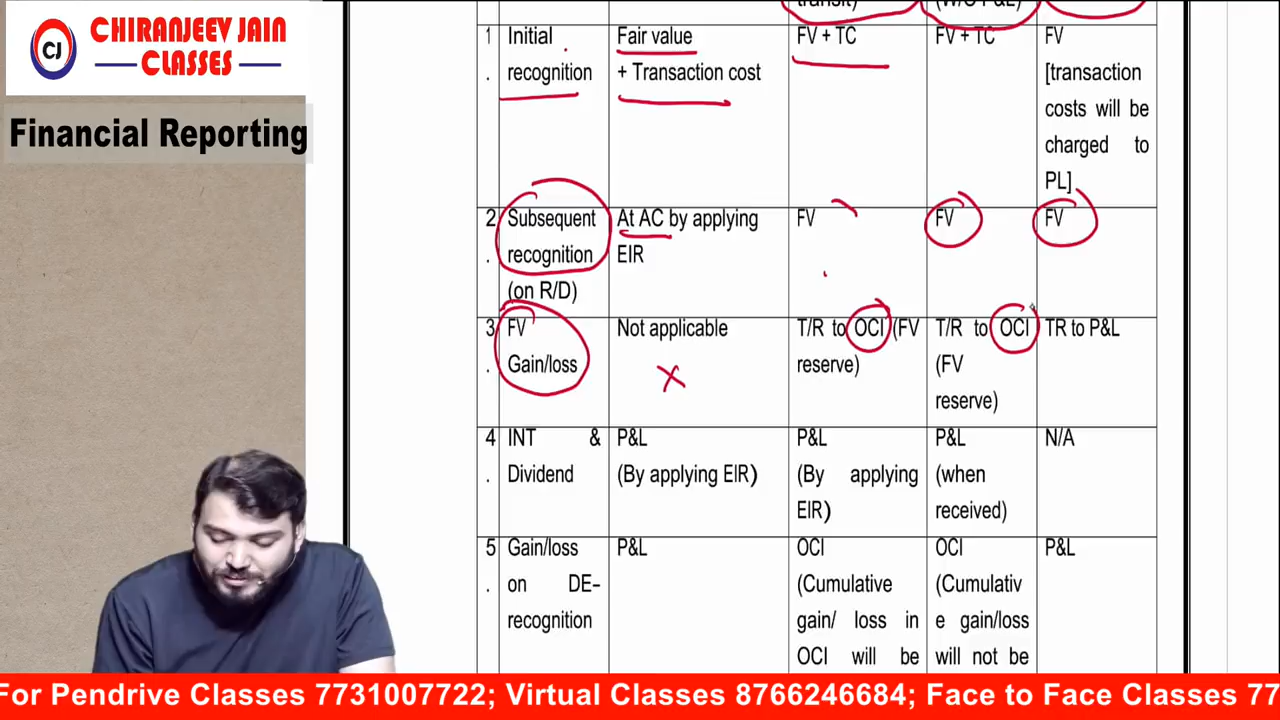 CJ
CHIRANJEEV JAIN
CLASSES
Financial Reporting
transit)
(W/O P&L)
1
.
Initial
recognition
Fair value
+ Transaction cost
FV + TC
FV + TC
FV
[transaction
costs will be
charged to
PL]
2
.
Subsequent
recognition
(on R/D)
At AC by applying
EIR
FV
FV
FV
3
.
FV
Gain/loss
Not applicable
X
T/R to OCI (FV
reserve)
T/R to OCI
(FV
reserve)
TR to P&L
4
.
INT &
Dividend
P&L
(By applying EIR)
P&L
(By applying
EIR)
P&L
(when
received)
N/A
5
.
Gain/loss
on DE-
recognition
P&L
OCI
(Cumulative
gain/ loss in
OCI will be
OCI
(Cumulativ
e gain/loss
will not be
P&L
For Pendrive Classes 7731007722; Virtual Classes 8766246684; Face to Face Classes 77